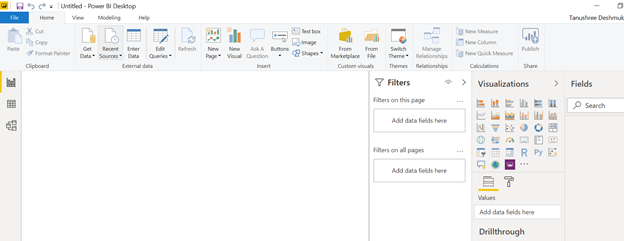 Untitled - Power BI Desktop
Tanushree Deshmuk
File Home View Modeling Help
Paste
Cut
Copy
Format Painter
Clipboard
Get Data
Recent Sources
Enter Data
Edit Queries
Refresh
External data
New Page
New Visual
Ask A Question
Buttons
Text box
Image
Shapes
Insert
From Marketplace
From File
Custom visuals
Switch Theme
Themes
Manage Relationships
Relationships
New Measure
New Column
New Quick Measure
Calculations
Publish
Share
Filters
Filters on this page ...
Add data fields here
Filters on all pages ...
Add data fields here
Visualizations
R Py
...
Values
Add data fields here
Drillthrough
Fields
Search